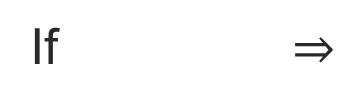 If ⇒